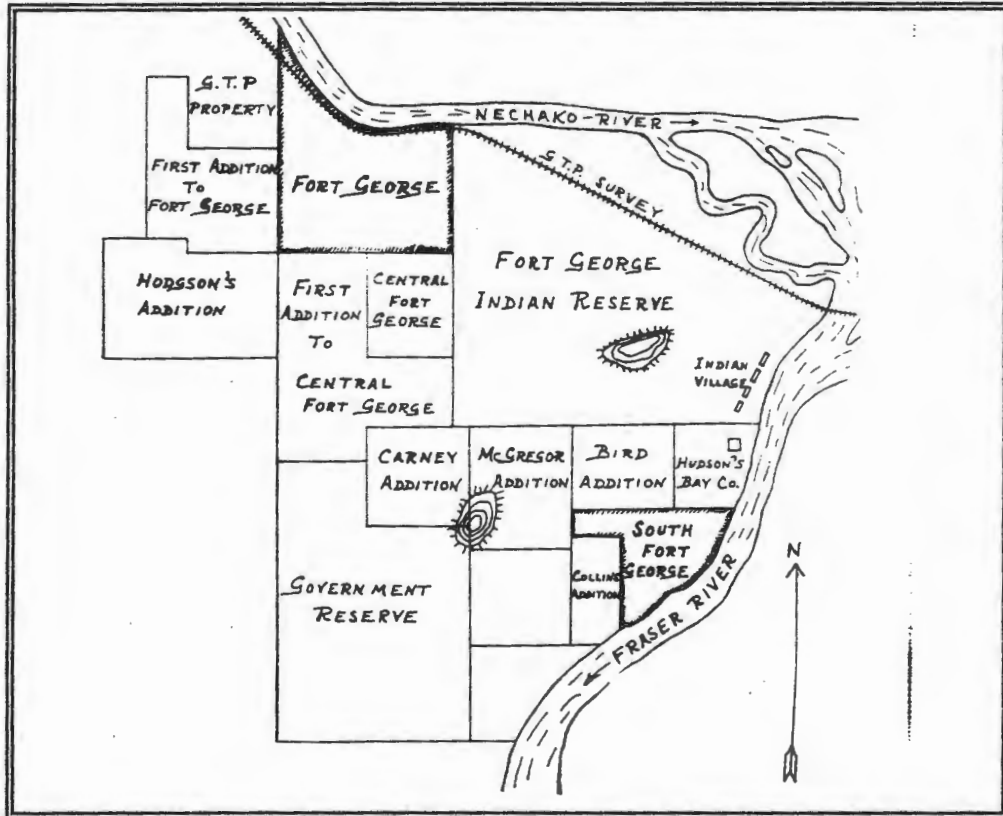 G.T.P
PROPERTY
NECHAKO RIVER
G.T.P. SURVEY
FIRST ADDITION
TO
FORT GEORGE
FORT GEORGE
FORT GEORGE
INDIAN RESERVE
HODGSON'S
ADDITION
FIRST
ADDITION
TO
CENTRAL
FORT GEORGE
CENTRAL
FORT
GEORGE
INDIAN
VILLAGE
CARNEY
ADDITION
MCGREGOR
ADDITION
BIRD
ADDITION
HUDSON'S
BAY CO.
SOUTH
FORT
GEORGE
COLLINS
ADDITION
GOVERNMENT
RESERVE
FRASER RIVER
N